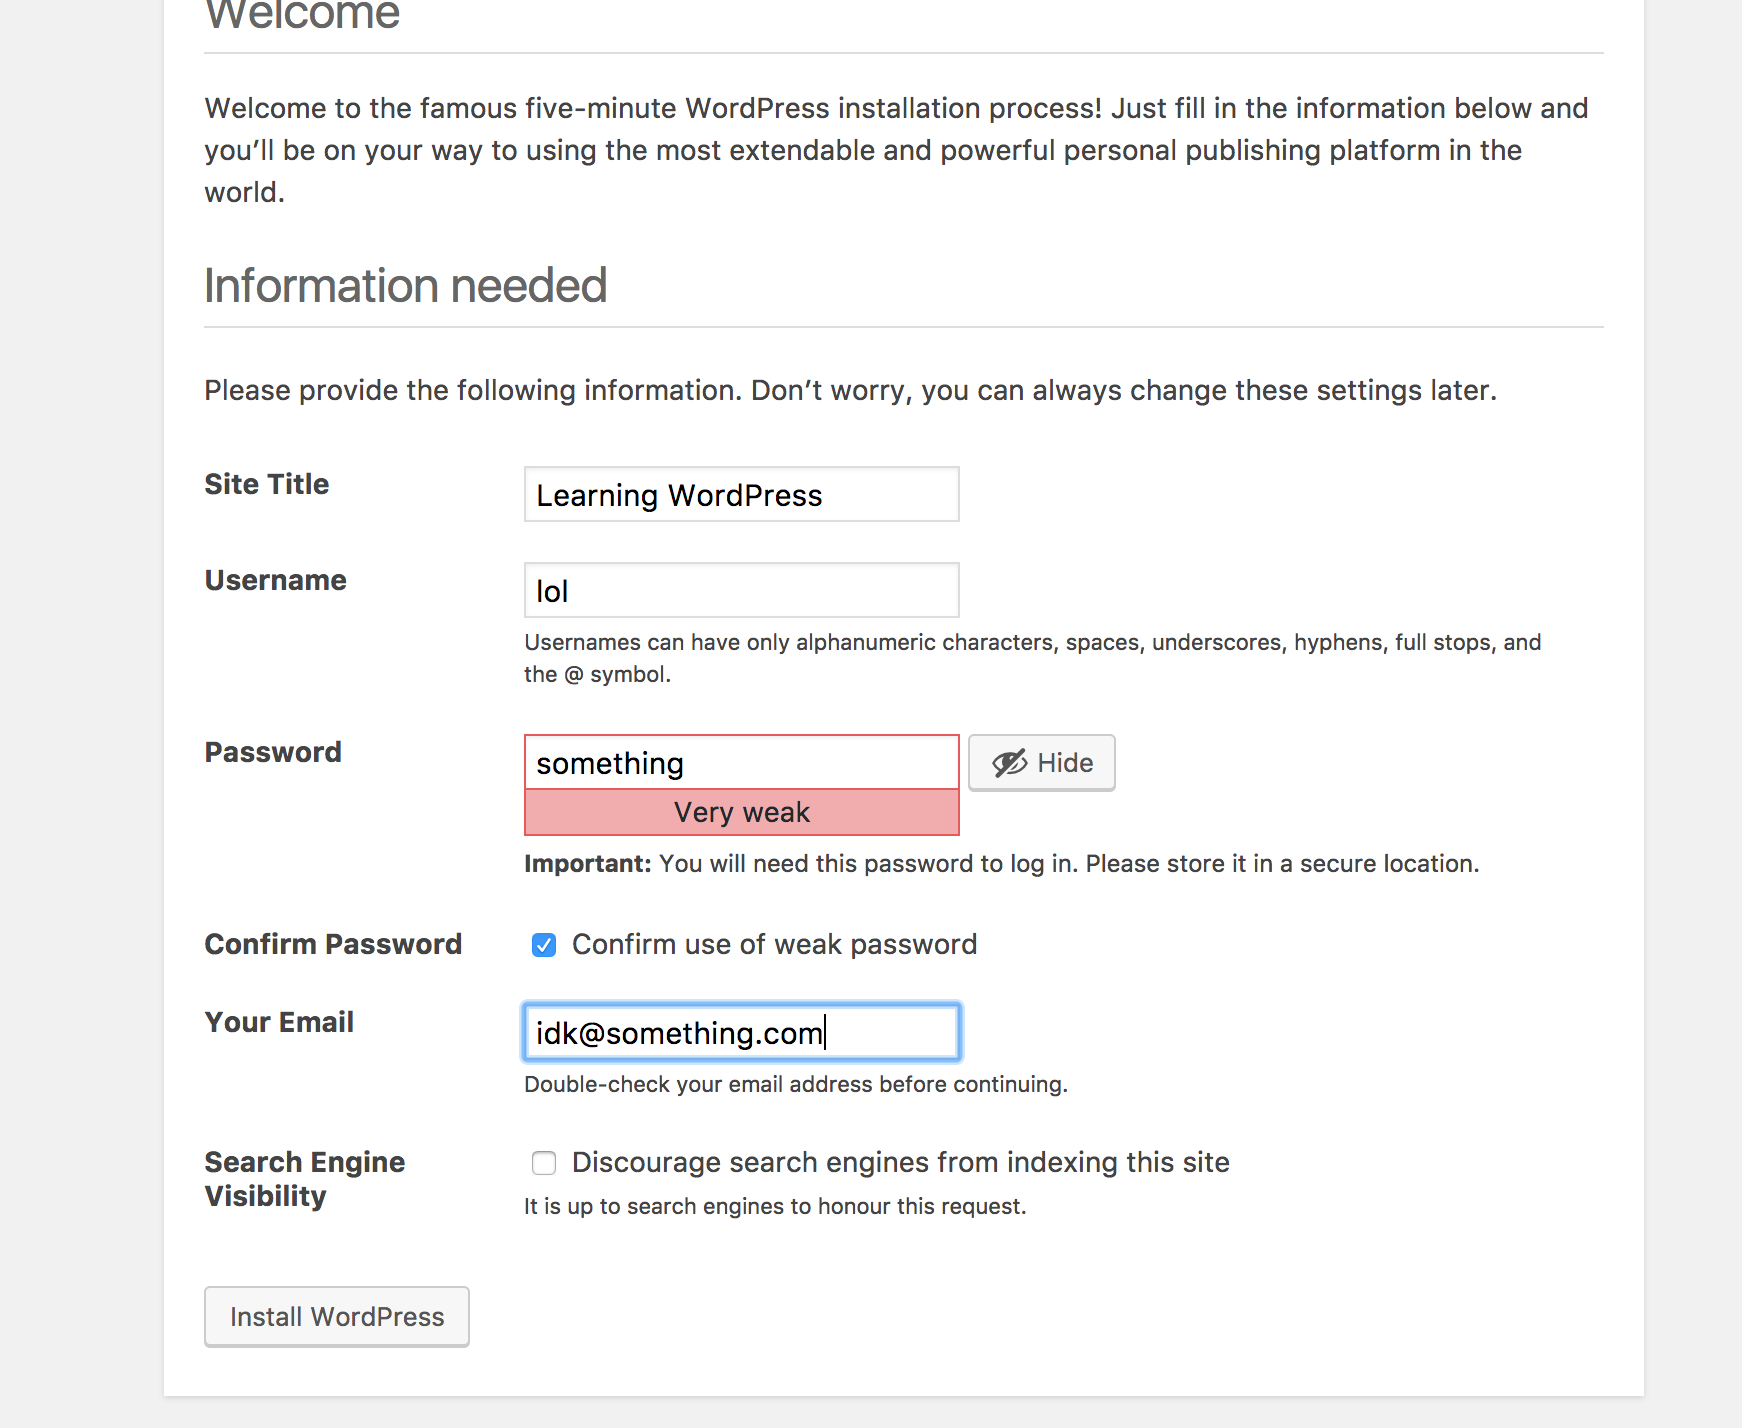 Welcome
Welcome to the famous five-minute WordPress installation process! Just fill in the information below and
you’ll be on your way to using the most extendable and powerful personal publishing platform in the
world.
Information needed
Please provide the following information. Don’t worry, you can always change these settings later.
Site Title
Learning WordPress
Username
lol
Usernames can have only alphanumeric characters, spaces, underscores, hyphens, full stops, and
the @ symbol.
Password
something
Hide
Very weak
Important: You will need this password to log in. Please store it in a secure location.
Confirm Password
Confirm use of weak password
Your Email
idk@something.com
Double-check your email address before continuing.
Search Engine
Visibility
Discourage search engines from indexing this site
It is up to search engines to honour this request.
Install WordPress